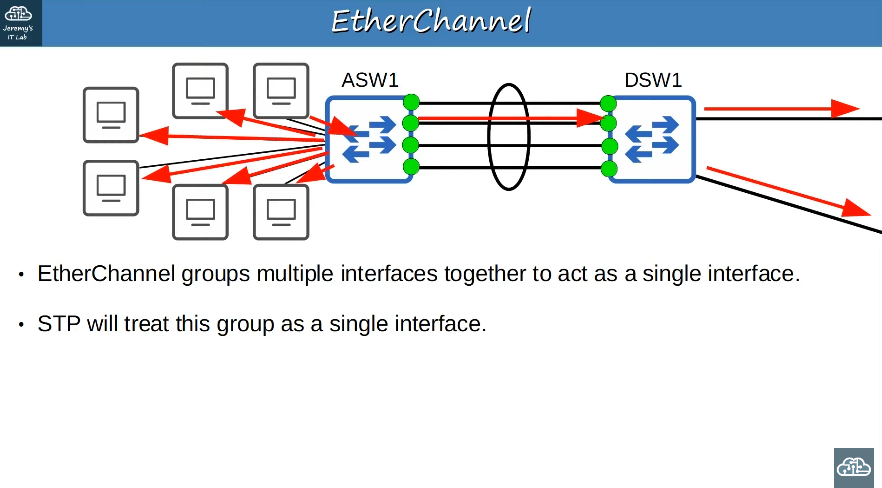 Jeremy's
IT Lab
EtherChannel
ASW1
DSW1
• EtherChannel groups multiple interfaces together to act as a single interface.
• STP will treat this group as a single interface.